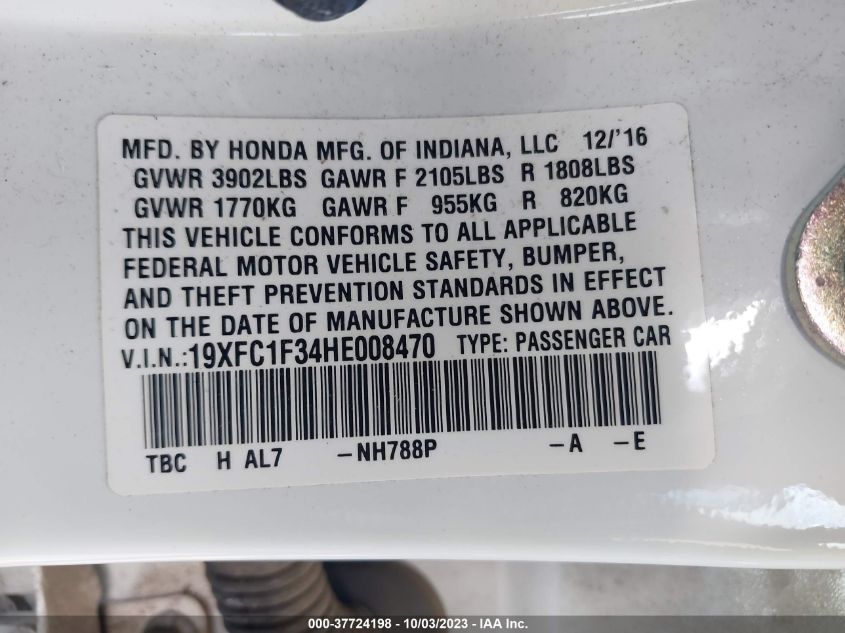 MFD. BY HONDA MFG. OF INDIANA, LLC 12/'16
GVWR 3902LBS GAWR F 2105LBS R 1808LBS
GVWR 1770KG GAWR F 955KG R 820KG
THIS VEHICLE CONFORMS TO ALL APPLICABLE
FEDERAL MOTOR VEHICLE SAFETY, BUMPER,
AND THEFT PREVENTION STANDARDS IN EFFECT
ON THE DATE OF MANUFACTURE SHOWN ABOVE.
V.I.N.:19XFC1F34HE008470 TYPE: PASSENGER CAR
TBC H AL7 -NH788P -A -E
000-37724198 - 10/03/2023 - IAA Inc.